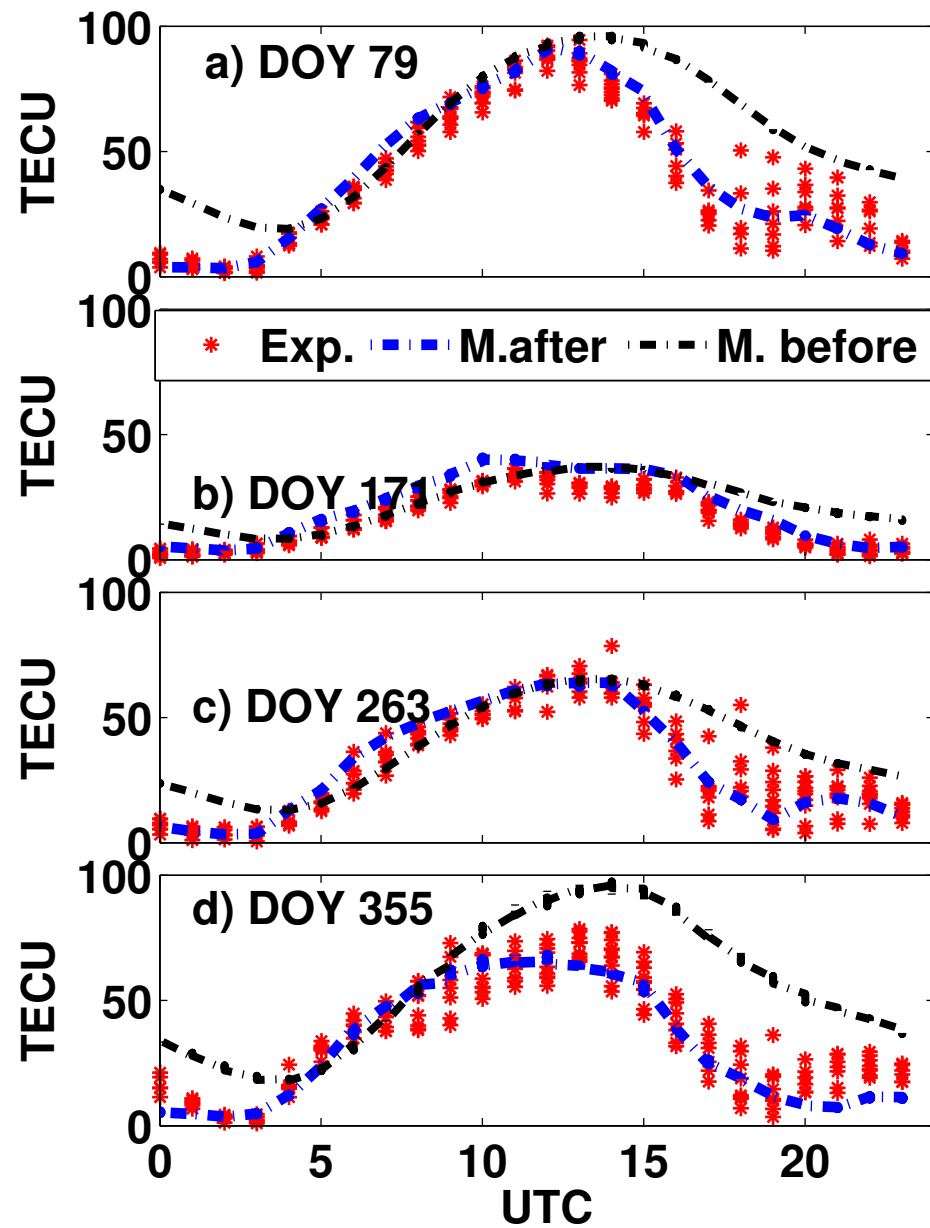 100
a) DOY 79
TECU
50
0
100
Exp. M.after M. before
TECU
50
b) DOY 171
0
100
c) DOY 263
TECU
50
0
100
d) DOY 355
TECU
50
0
0 5 10 15 20
UTC